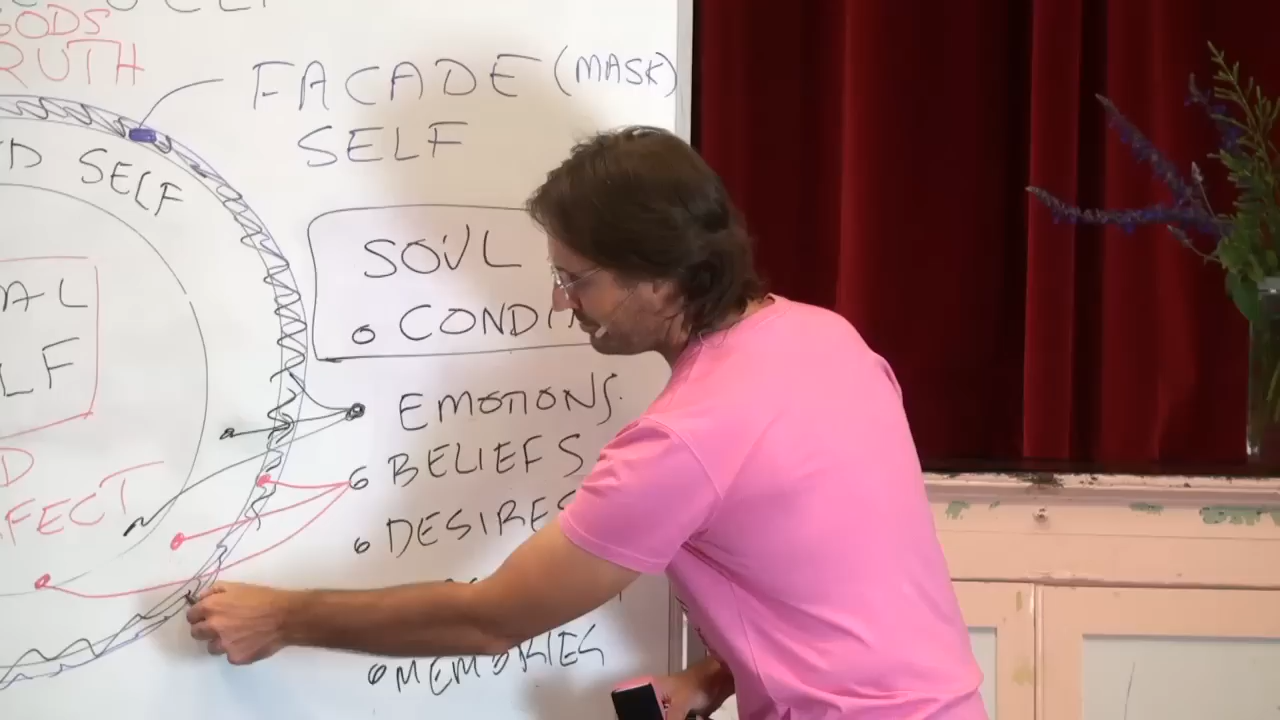 GODS
RUTH
FACADE (MASK)
SELF
D SELF
SOUL
CONDI
AL
LF
EMOTIONS.
BELIEFS
DESIRES
D
FECT
MEMORIES